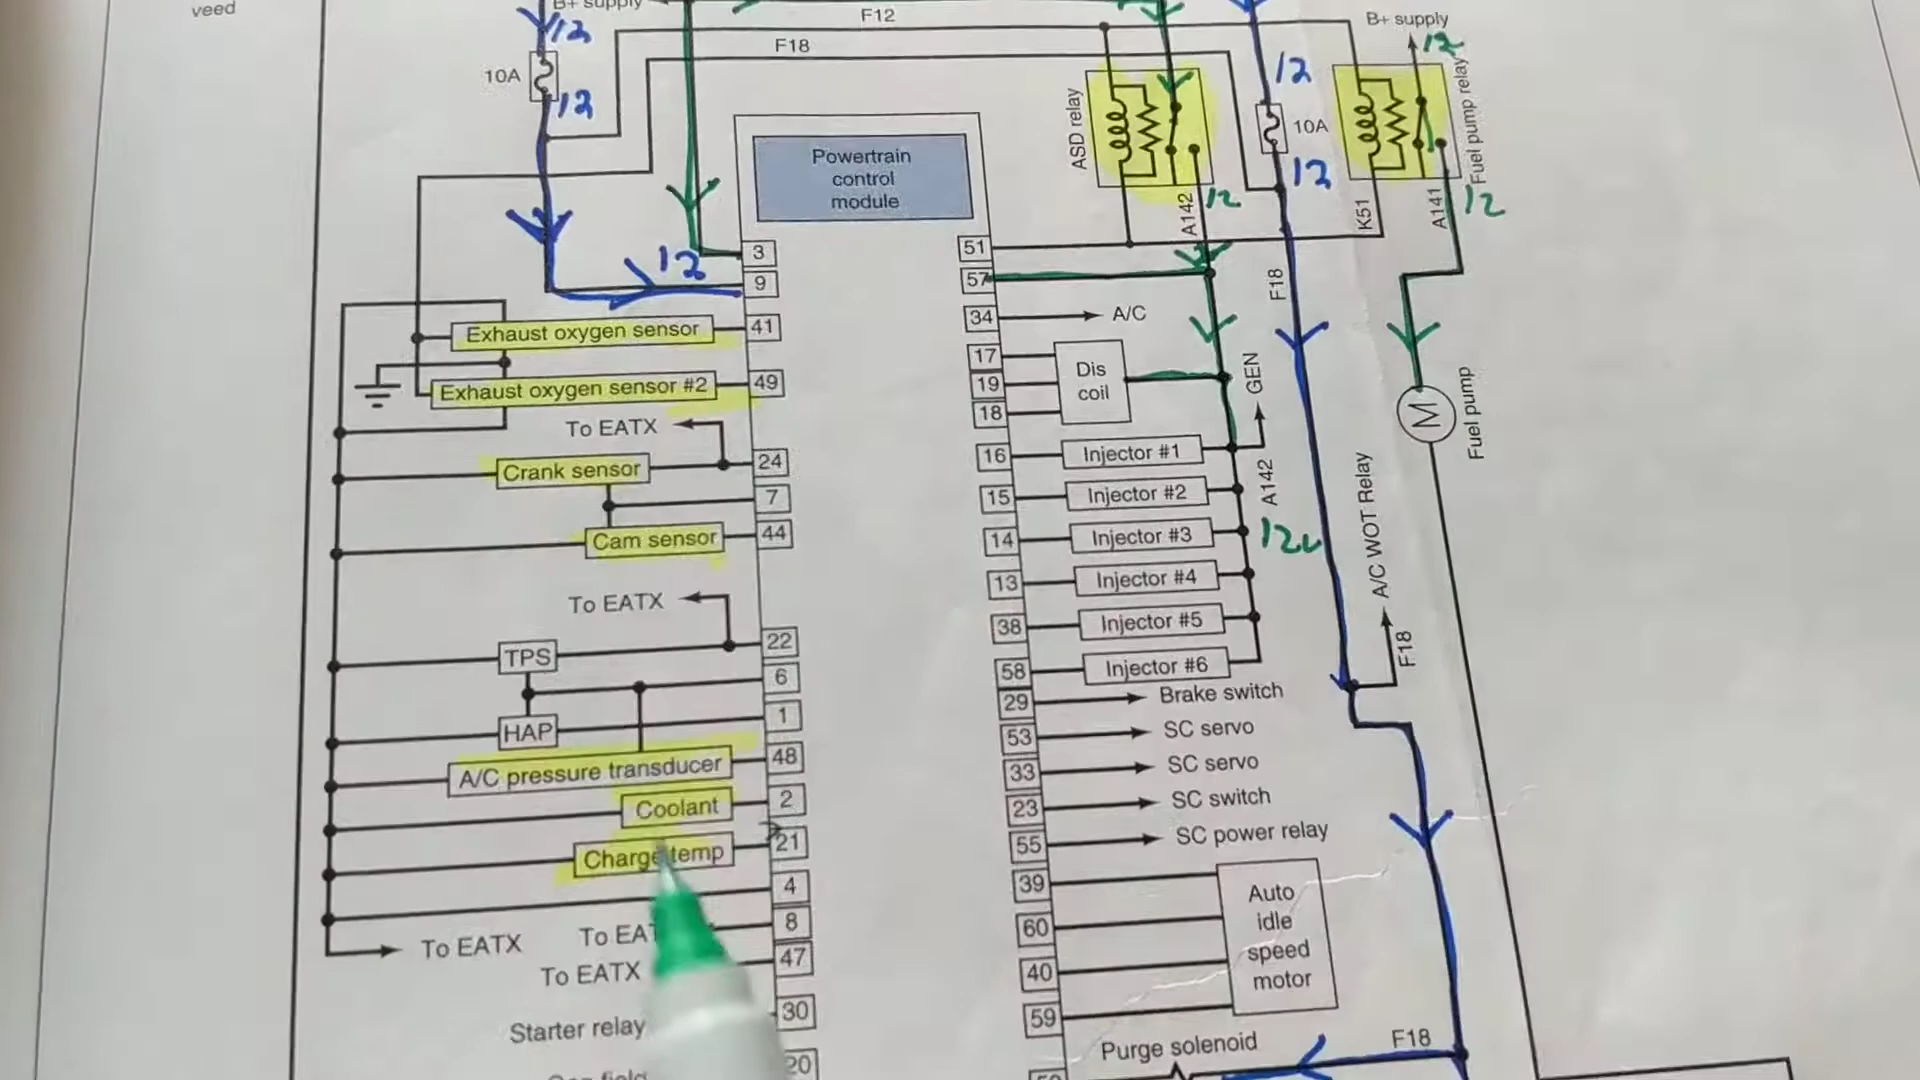 veed
B+ supply
F12
F18
B+ supply
12
12
10A
12
12
ASD relay
12
10A
12
Fuel pump relay
Powertrain
control
module
A142
12
K51
A141
12
3
51
12
9
57
F18
Exhaust oxygen sensor
41
34
A/C
Exhaust oxygen sensor #2
49
17
19
18
Dis
coil
GEN
M
Fuel pump
To EATX
Crank sensor
24
16
Injector #1
7
15
Injector #2
A142
Cam sensor
44
14
Injector #3
12v
A/C WOT Relay
13
Injector #4
To EATX
38
Injector #5
TPS
22
58
Injector #6
F18
6
29
Brake switch
HAP
1
53
SC servo
A/C pressure transducer
48
33
SC servo
Coolant
2
23
SC switch
Charge temp
21
55
SC power relay
4
39
Auto
idle
speed
motor
To EATX
8
60
To EATX
47
40
30
59
Starter relay
20
Purge solenoid
F18